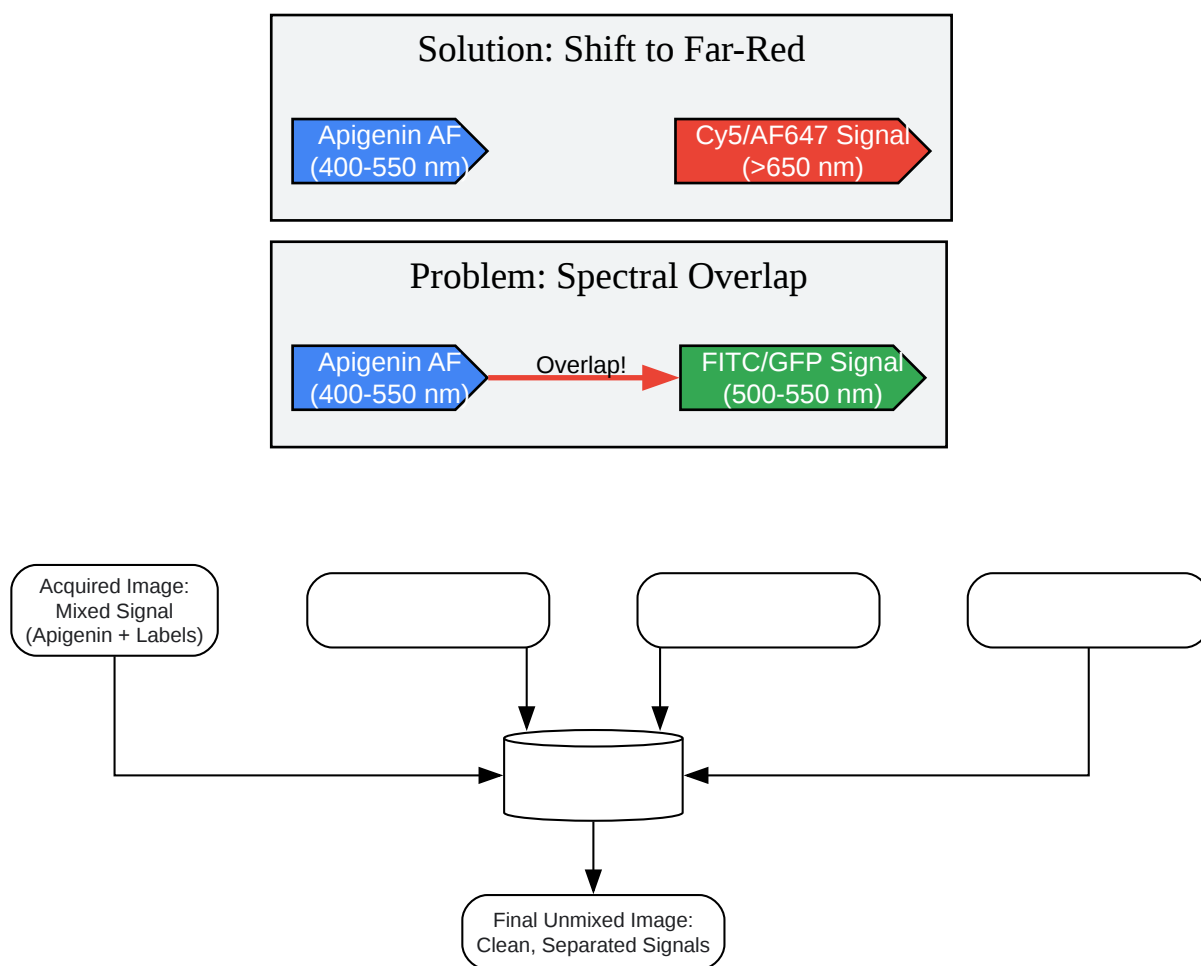 Solution: Shift to Far-Red
Apigenin AF
(400-550 nm)
Cy5/AF647 Signal
(>650 nm)
Problem: Spectral Overlap
Apigenin AF
(400-550 nm)
Overlap!
FITC/GFP Signal
(500-550 nm)
Acquired Image:
Mixed Signal
(Apigenin + Labels)
Final Unmixed Image:
Clean, Separated Signals